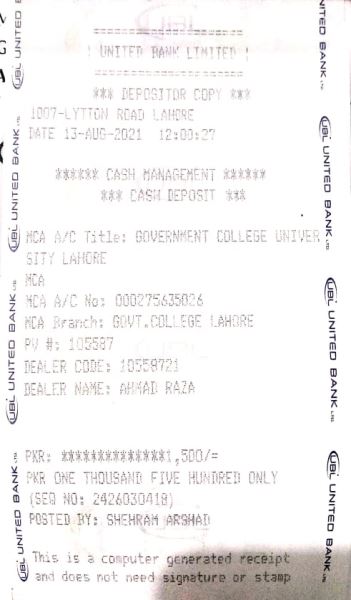 | UNITED BANK LIMITED |
*** DEPOSITOR COPY ***
1007-LYTTON ROAD LAHORE
DATE 13-AUG-2021 12:00:27
****** CASH MANAGEMENT ******
*** CASH DEPOSIT ***
MCA A/C Title: GOVERNMENT COLLEGE UNIVER
SITY LAHORE
MCA
MCA A/C No: 000275635026
MCA Branch: GOVT.COLLEGE LAHORE
PV #: 105587
DEALER CODE: 10558721
DEALER NAME: AHMAD RAZA
PKR: **************1,500/=
PKR ONE THOUSAND FIVE HUNDRED ONLY
(SEQ NO: 2426030418)
POSTED BY: SHEHRAM ARSHAD
This is a computer generated receipt
and does not need signature or stamp
UBL UNITED BANK LTD.
UBL UNITED BANK LTD.
UBL UNITED BANK LTD.
UBL UNITED BANK LTD.
UNITED BANK LTD.
UBL UNITED BANK LTD.
UBL UNITED BANK LTD.
UBL UNITED BANK